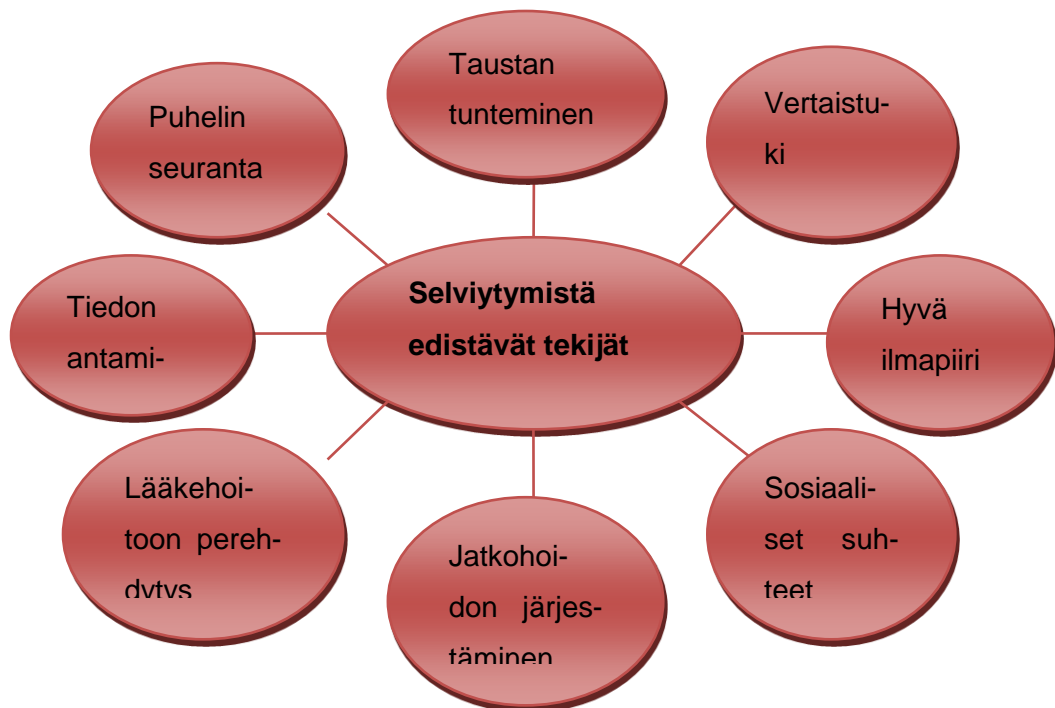 Taustan
tunteminen
Puhelin
seuranta
Vertaistu-
ki
Selviytymistä
edistävät tekijät
Tiedon
antami-
Hyvä
ilmapiiri
Lääkehoi-
toon pereh-
dytys
Jatkohoi-
don järjes-
täminen
Sosiaali-
set suh-
teet